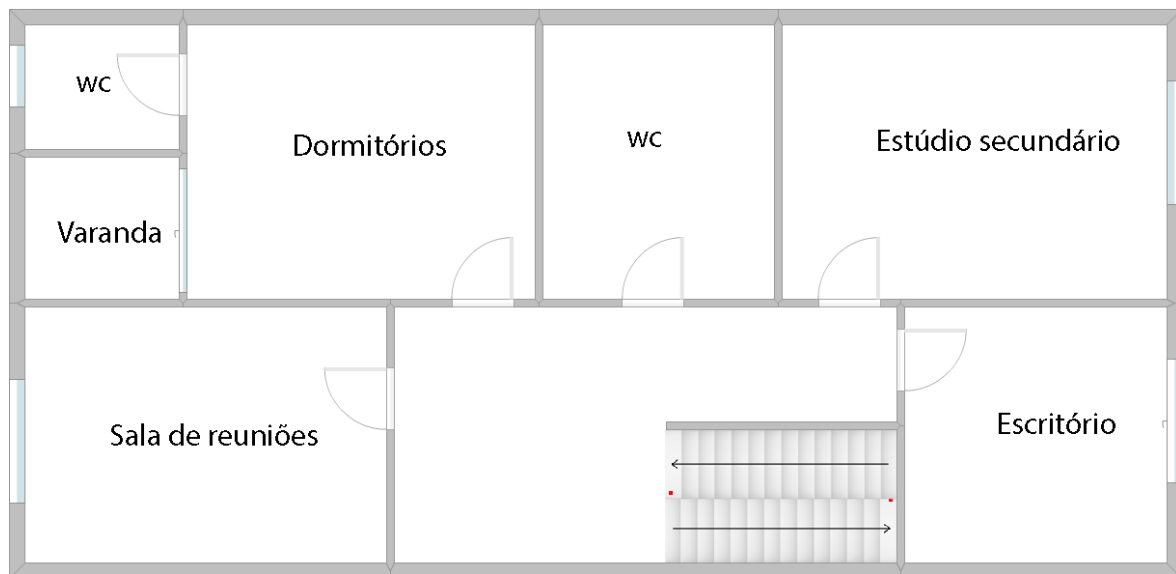 wc
Dormitórios
wc
Estúdio secundário
Varanda
Sala de reuniões
Escritório